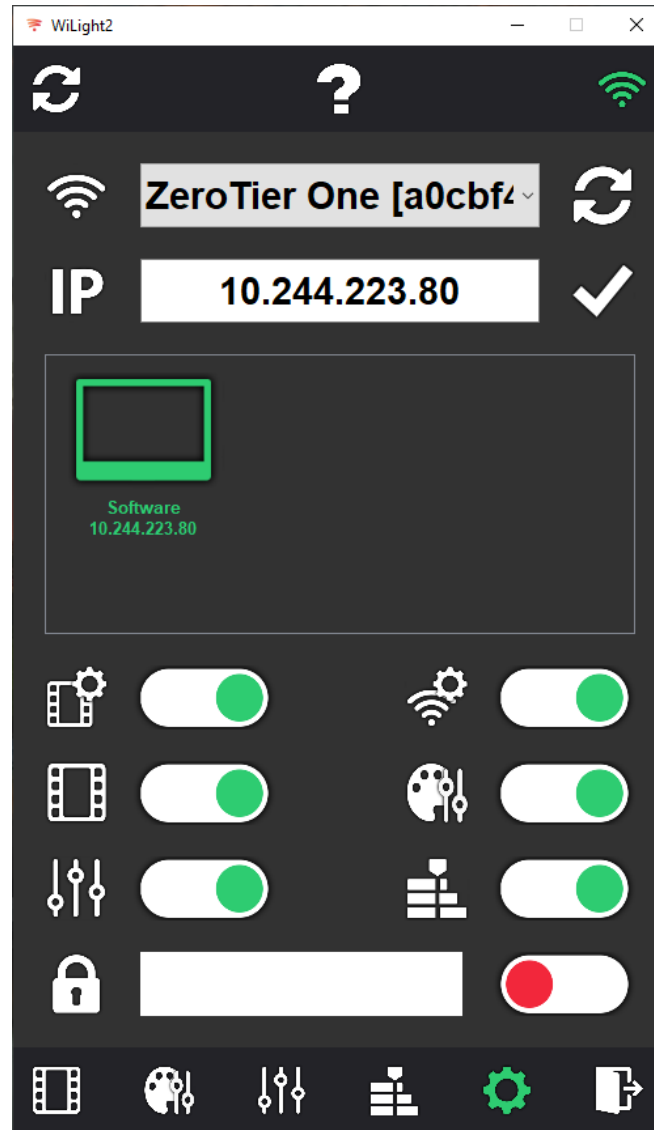 WiLight2
?
ZeroTier One [a0cbf4
IP
10.244.223.80
Software
10.244.223.80